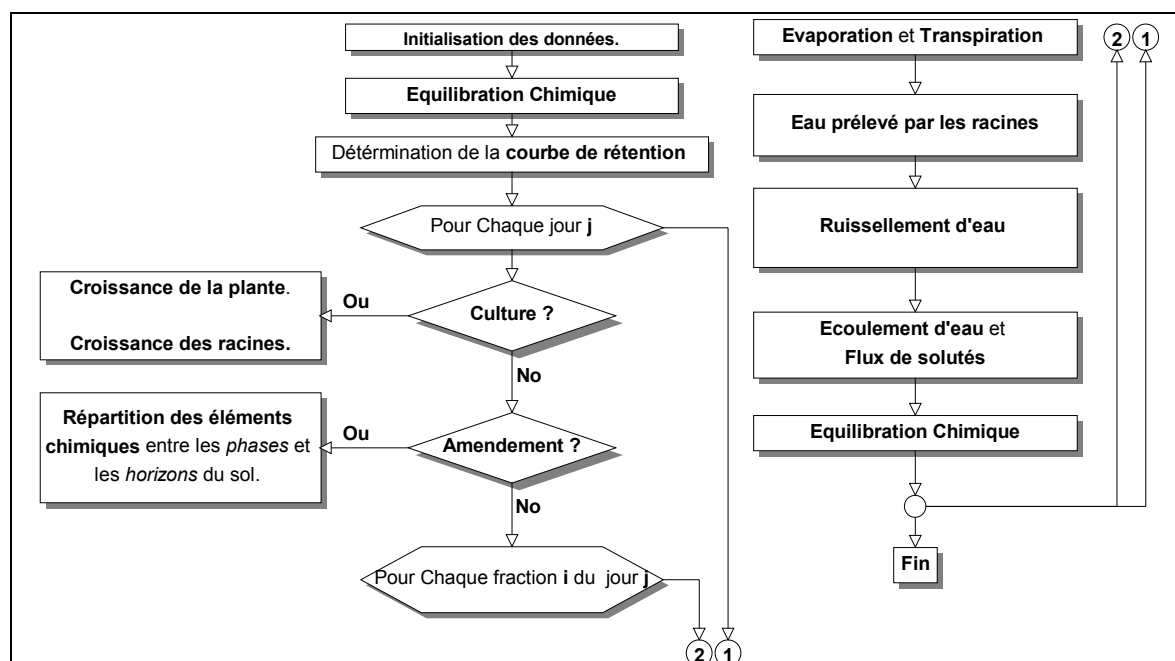 Initialisation des données.
Equilibration Chimique
Détérmination de la courbe de rétention
Pour Chaque jour j
Culture ?
Ou
Croissance de la plante.
Croissance des racines.
No
Amendement ?
Ou
Répartition des éléments
chimiques entre les phases et
les horizons du sol.
No
Pour Chaque fraction i du jour j
2 1
Evaporation et Transpiration
2 1
Eau prélevé par les racines
Ruissellement d'eau
Ecoulement d'eau et
Flux de solutés
Equilibration Chimique
Fin